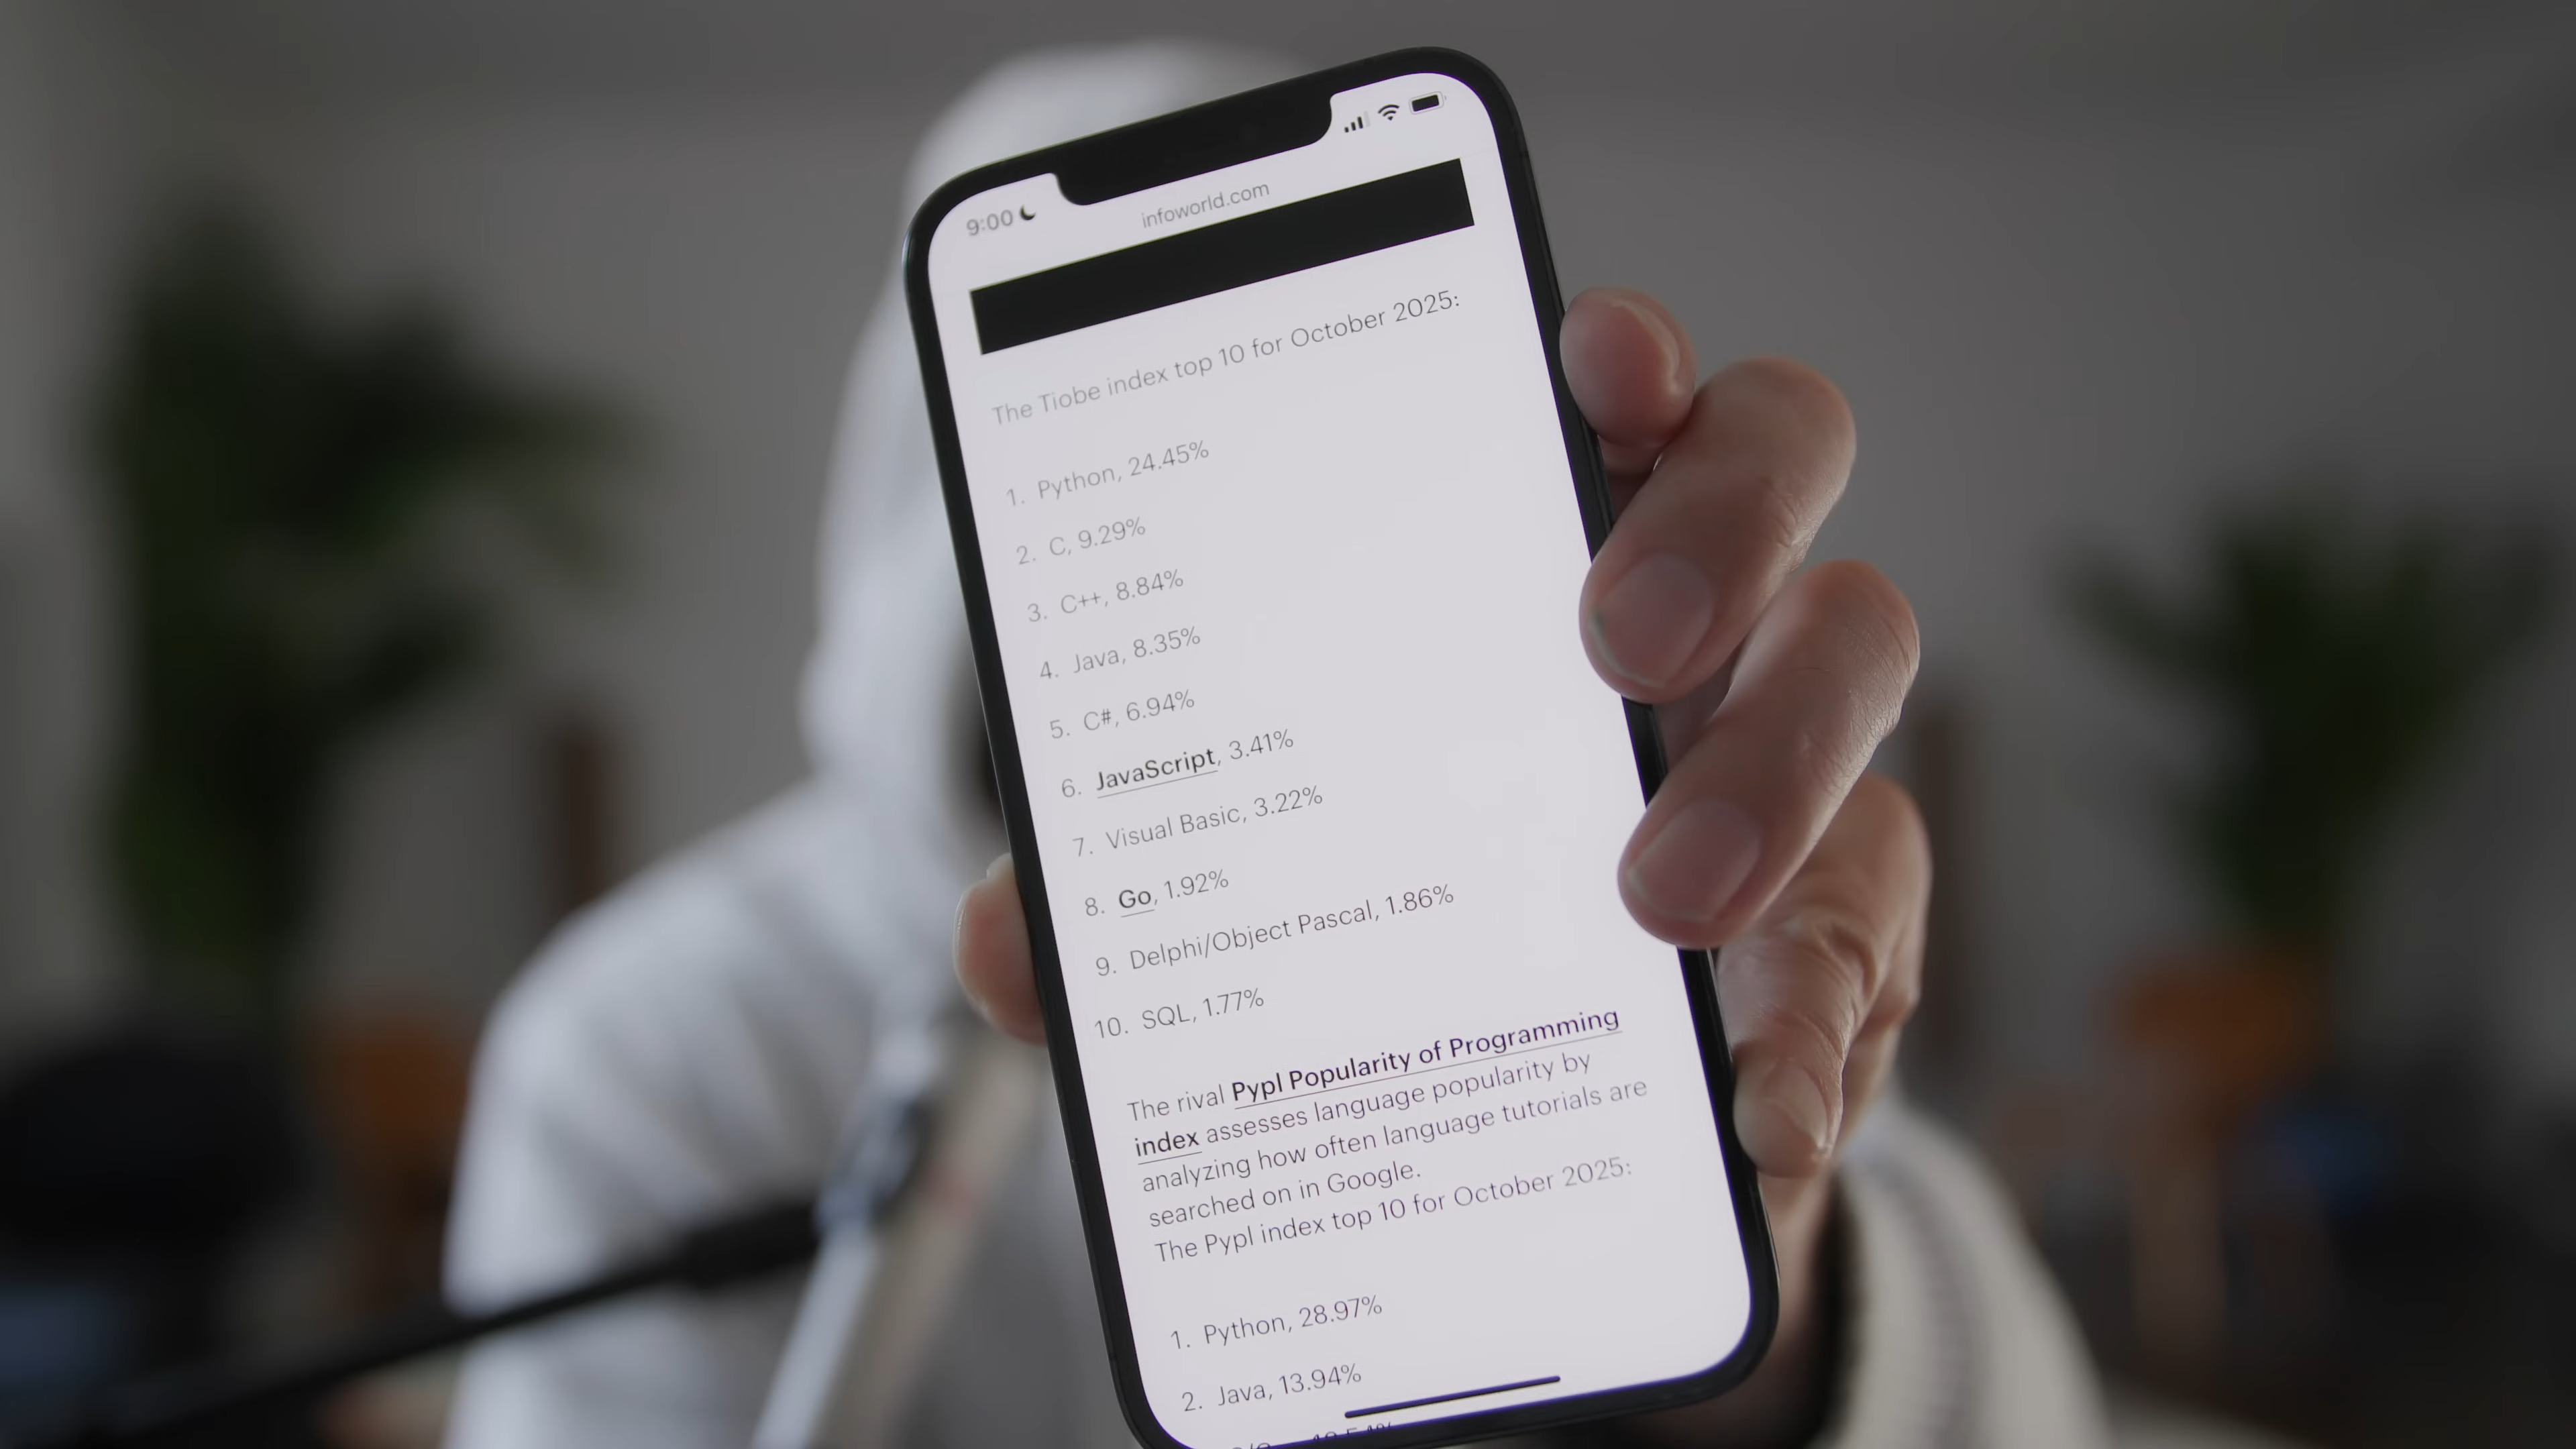 9:00
infoworld.com
The Tiobe index top 10 for October 2025:
1. Python, 24.45%
2. C, 9.29%
3. C++, 8.84%
4. Java, 8.35%
5. C#, 6.94%
6. JavaScript, 3.41%
7. Visual Basic, 3.22%
8. Go, 1.92%
9. Delphi/Object Pascal, 1.86%
10. SQL, 1.77%
The rival Pypl Popularity of Programming
index assesses language popularity by
analyzing how often language tutorials are
searched on in Google.
The Pypl index top 10 for October 2025:
1. Python, 28.97%
2. Java, 13.94%